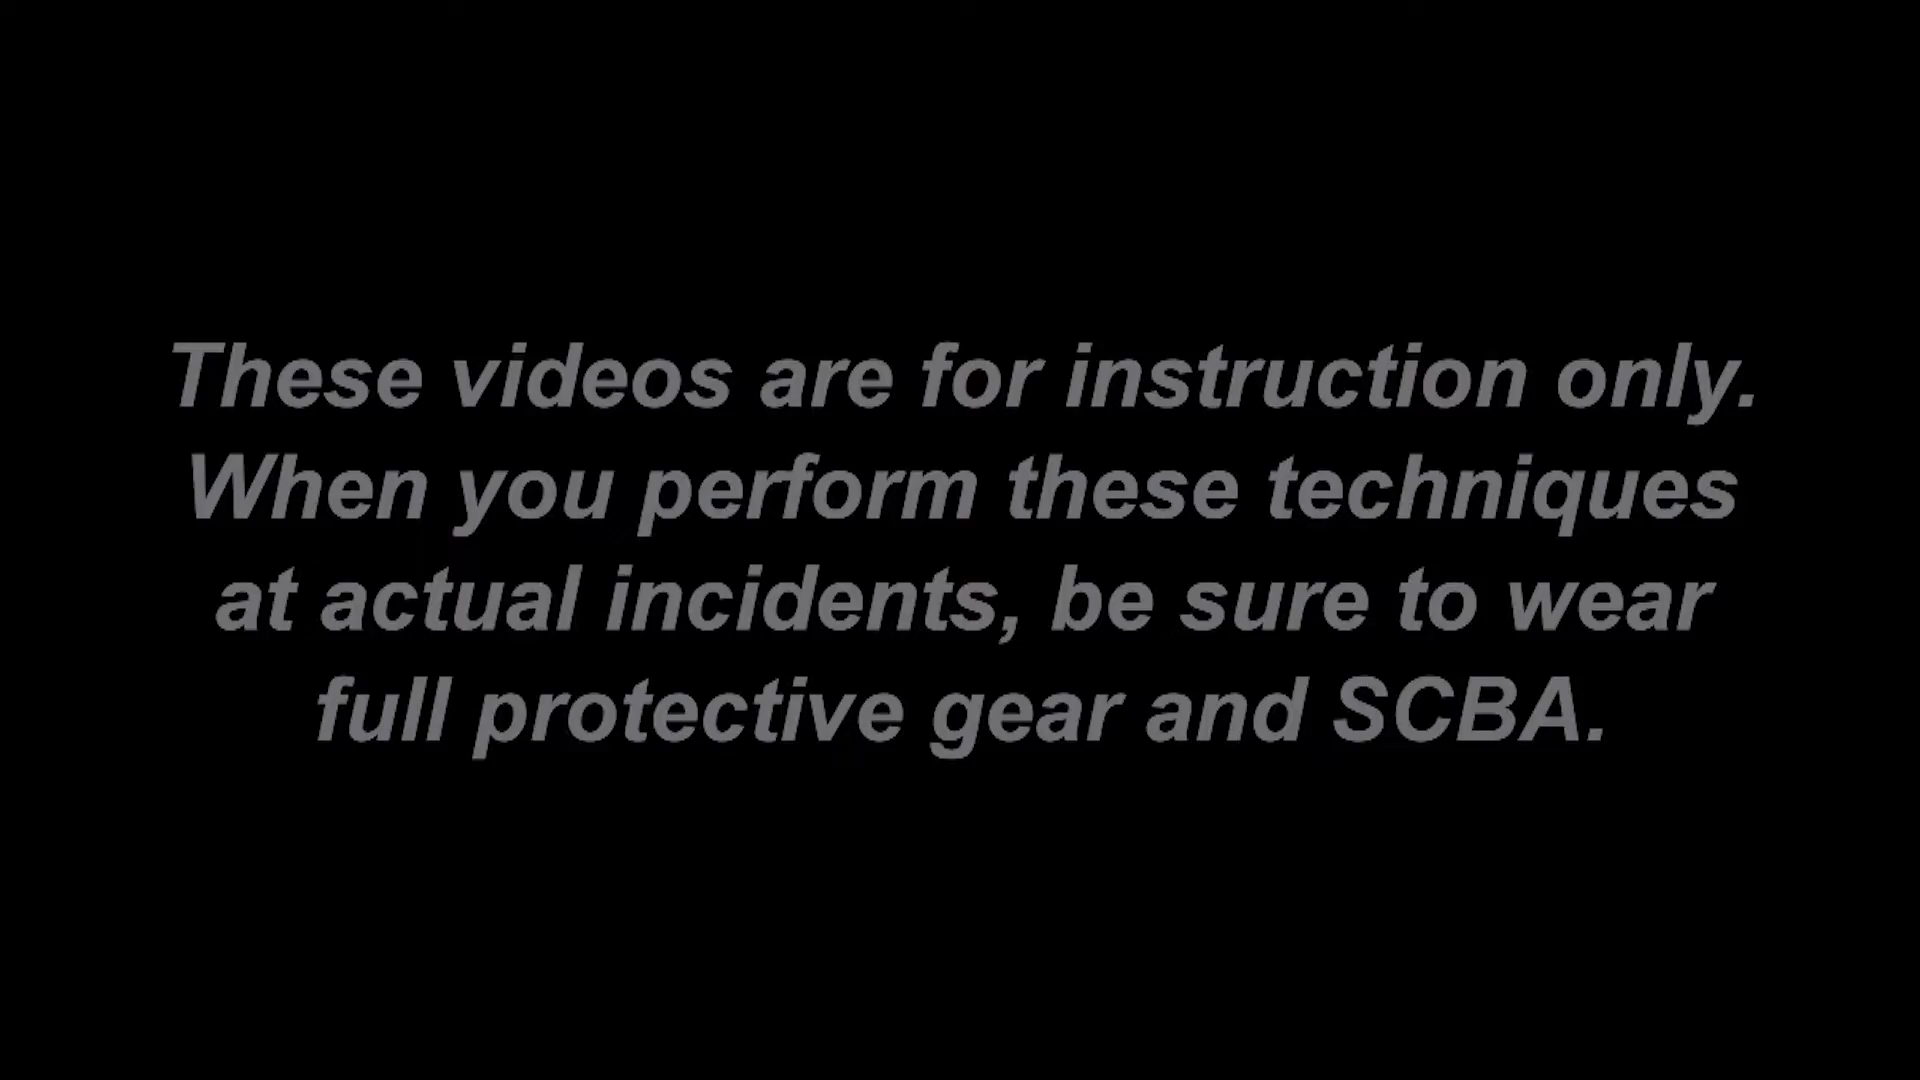 These videos are for instruction only.
When you perform these techniques
at actual incidents, be sure to wear
full protective gear and SCBA.